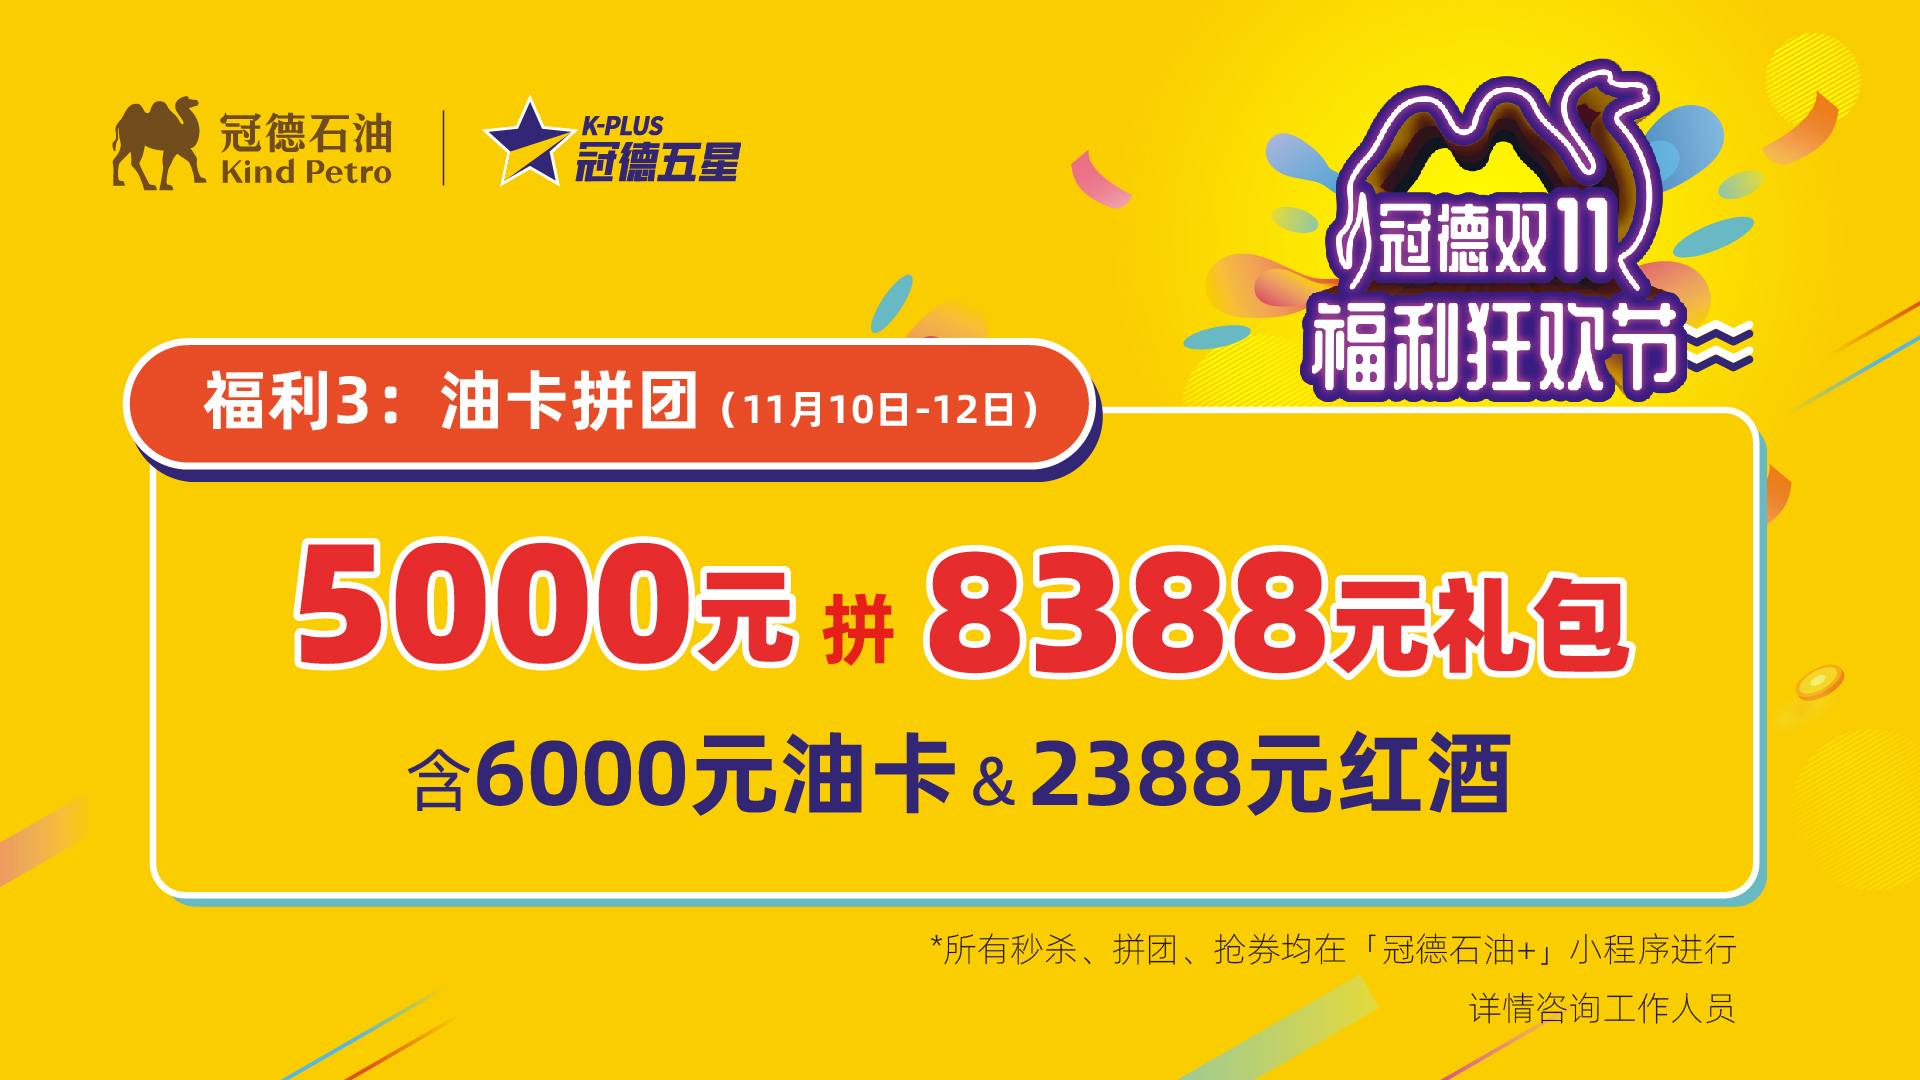 冠德石油
Kind Petro
K-PLUS
冠德五星
冠德双11
福利狂欢节
福利3：油卡拼团（11月10日-12日）
5000元 拼 8388元礼包
含6000元油卡&2388元红酒
*所有秒杀、拼团、抢券均在「冠德石油+」小程序进行
详情咨询工作人员